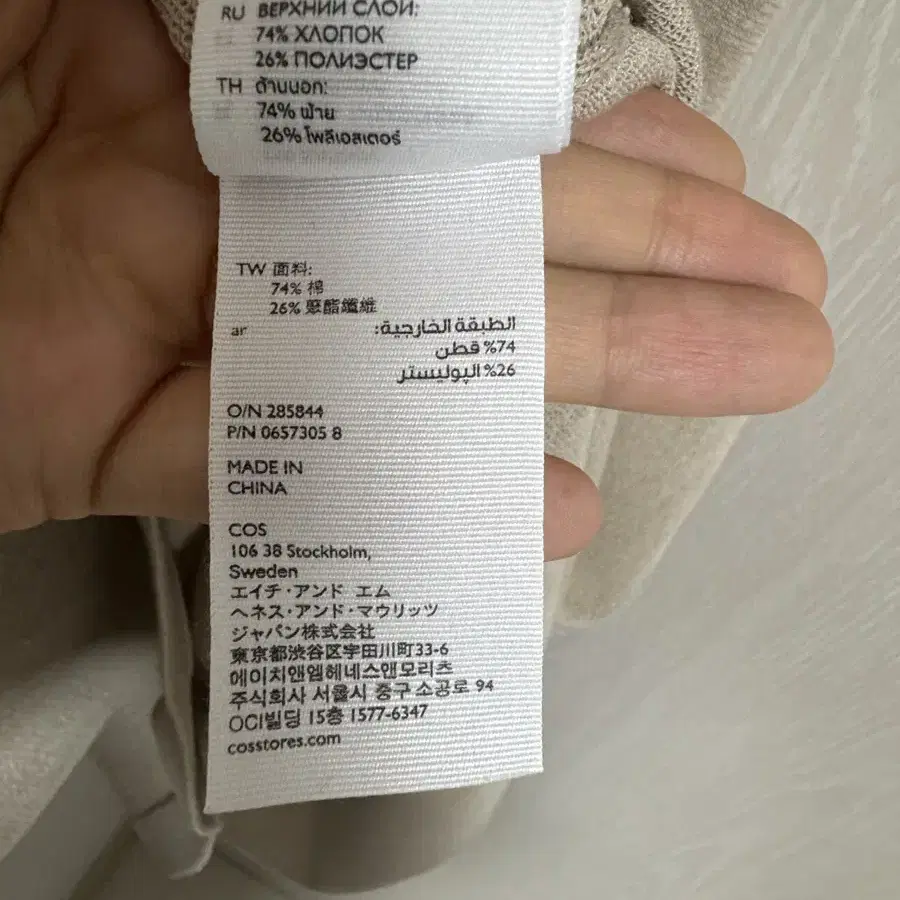 RU ВЕРХНИЙ СЛОЙ:
74% ХЛОПОК
26% ПОЛИЭСТЕР
TH ด้านนอก:
74% ฝ้าย
26% โพลีเอสเตอร์
TW 面料:
74% 棉
26% 聚酯纖維
ar الطبقة الخارجية:
74% قطن
26% البوليستر
O/N 285844
P/N 0657305 8
MADE IN
CHINA
COS
106 38 Stockholm,
Sweden
エイチ・アンド エム
ヘネス・アンド・マウリッツ
ジャパン株式会社
東京都渋谷区宇田川町33-6
에이치앤엠헤네스앤모리츠
주식회사 서울시 중구 소공로 94
OCI빌딩 15층 1577-6347
cosstores.com